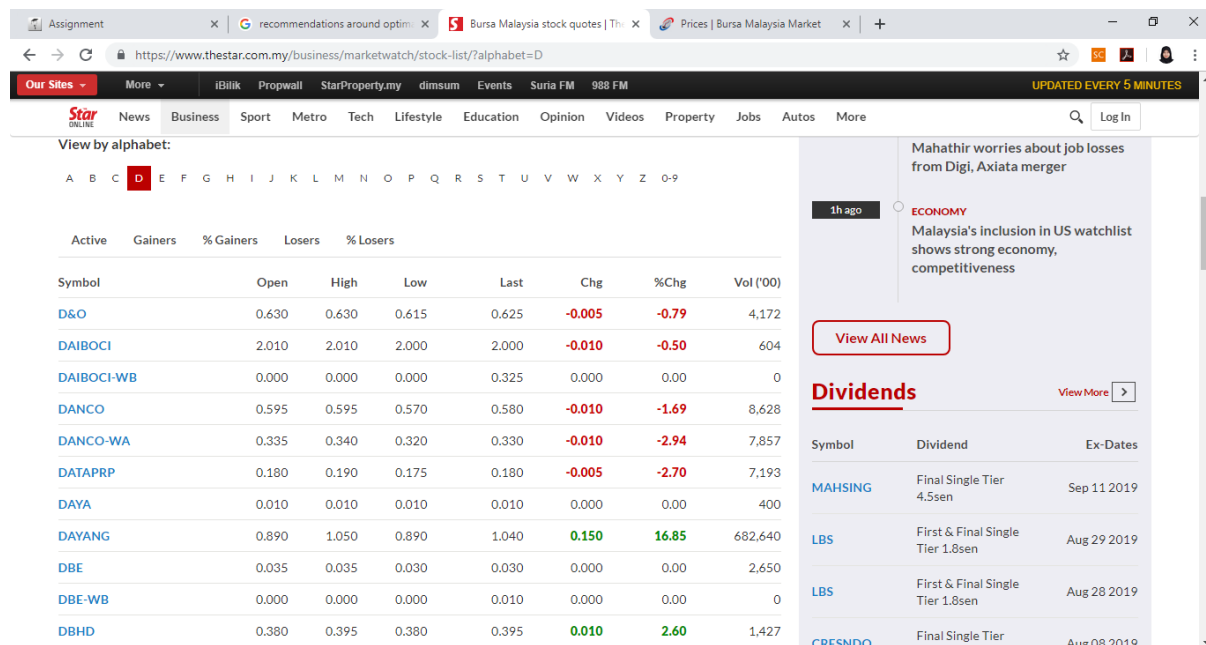 Assignment
recommendations around optim
Bursa Malaysia stock quotes | The
Prices | Bursa Malaysia Market
https://www.thestar.com.my/business/marketwatch/stock-list/?alphabet=D
SC
Our Sites More iBilik Propwall StarProperty.my dimsum Events Suria FM 988 FM UPDATED EVERY 5 MINUTES
The Star ONLINE News Business Sport Metro Tech Lifestyle Education Opinion Videos Property Jobs Autos More Log In
View by alphabet:
A B C D E F G H I J K L M N O P Q R S T U V W X Y Z 0-9
Active Gainers % Gainers Losers % Losers
Symbol Open High Low Last Chg %Chg Vol ('00)
D&O 0.630 0.630 0.615 0.625 -0.005 -0.79 4,172
DAIBOCI 2.010 2.010 2.000 2.000 -0.010 -0.50 604
DAIBOCI-WB 0.000 0.000 0.000 0.325 0.000 0.00 0
DANCO 0.595 0.595 0.570 0.580 -0.010 -1.69 8,628
DANCO-WA 0.335 0.340 0.320 0.330 -0.010 -2.94 7,857
DATAPRP 0.180 0.190 0.175 0.180 -0.005 -2.70 7,193
DAYA 0.010 0.010 0.010 0.010 0.000 0.00 400
DAYANG 0.890 1.050 0.890 1.040 0.150 16.85 682,640
DBE 0.035 0.035 0.030 0.030 0.000 0.00 2,650
DBE-WB 0.000 0.000 0.000 0.010 0.000 0.00 0
DBHD 0.380 0.395 0.380 0.395 0.010 2.60 1,427
Mahathir worries about job losses
from Digi, Axiata merger
1h ago
ECONOMY
Malaysia's inclusion in US watchlist
shows strong economy,
competitiveness
View All News
Dividends View More
Symbol Dividend Ex-Dates
MAHSING Final Single Tier 4.5sen Sep 11 2019
LBS First & Final Single Tier 1.8sen Aug 29 2019
LBS First & Final Single Tier 1.8sen Aug 28 2019
CRESNDO Final Single Tier Aug 08 2019